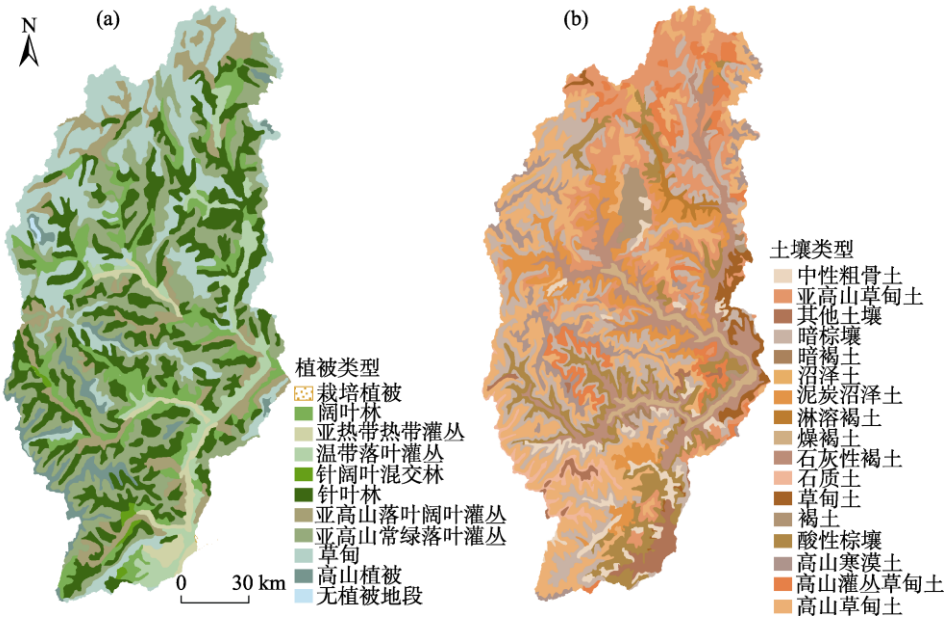 N
(a)
(b)
植被类型
栽培植被
阔叶林
亚热带热带灌丛
温带落叶灌丛
针阔叶混交林
针叶林
亚高山落叶阔叶灌丛
亚高山常绿落叶灌丛
草甸
高山植被
无植被地段
0 30 km
土壤类型
中性粗骨土
亚高山草甸土
其他土壤
暗棕壤
暗褐土
沼泽土
泥炭沼泽土
淋溶褐土
燥褐土
石灰性褐土
石质土
草甸土
褐土
酸性棕壤
高山寒漠土
高山灌丛草甸土
高山草甸土